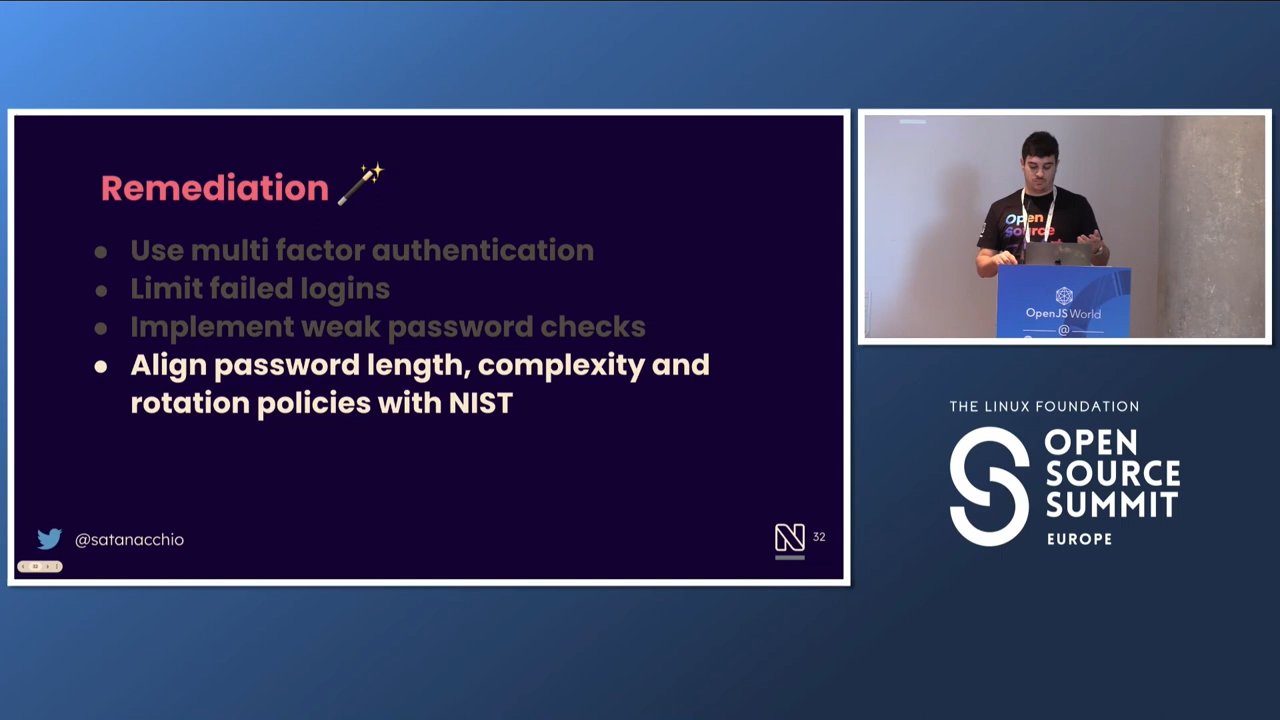 Remediation
● Use multi factor authentication
● Limit failed logins
● Implement weak password checks
● Align password length, complexity and
rotation policies with NIST
@satanacchio
N 32
Open
Source
OpenJS World
@
THE LINUX FOUNDATION
OPEN
SOURCE
SUMMIT
EUROPE